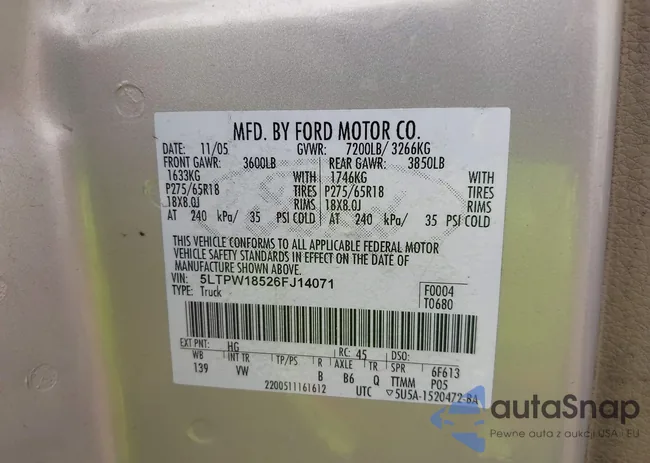 MFD. BY FORD MOTOR CO.
DATE: 11/05 GVWR: 7200LB/ 3266KG
FRONT GAWR: 3600LB REAR GAWR: 3850LB
1633KG WITH 1746KG WITH
P275/65R18 TIRES P275/65R18 TIRES
18X8.0J RIMS 18X8.0J RIMS
AT 240 kPa/ 35 PSI COLD AT 240 kPa/ 35 PSI COLD
THIS VEHICLE CONFORMS TO ALL APPLICABLE FEDERAL MOTOR
VEHICLE SAFETY STANDARDS IN EFFECT ON THE DATE OF
MANUFACTURE SHOWN ABOVE.
VIN: 5LTPW18526FJ14071 F0004
TYPE: Truck T0680
EXT PNT: HG RC: 45 DSO:
WB INT TR TP/PS R AXLE TR SPR 6F613
139 VW B B6 Q TTMM P05
2200511161612 UTC ▽5U5A-1520472-BA
autaSnap
Pewne auta z aukcji USA i EU